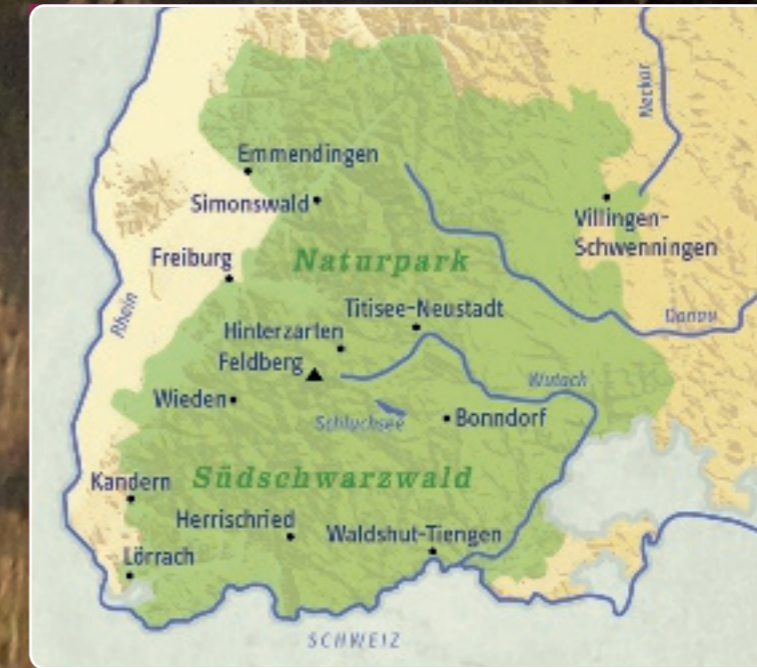 Neckar
Emmendingen
Simonswald
Villingen-
Schwenningen
Freiburg
Naturpark
Rhein
Titisee-Neustadt
Donau
Hinterzarten
Feldberg
Wutach
Wieden
Schluchsee
Bonndorf
Südschwarzwald
Kandern
Herrischried
Waldshut-Tiengen
Lörrach
SCHWEIZ